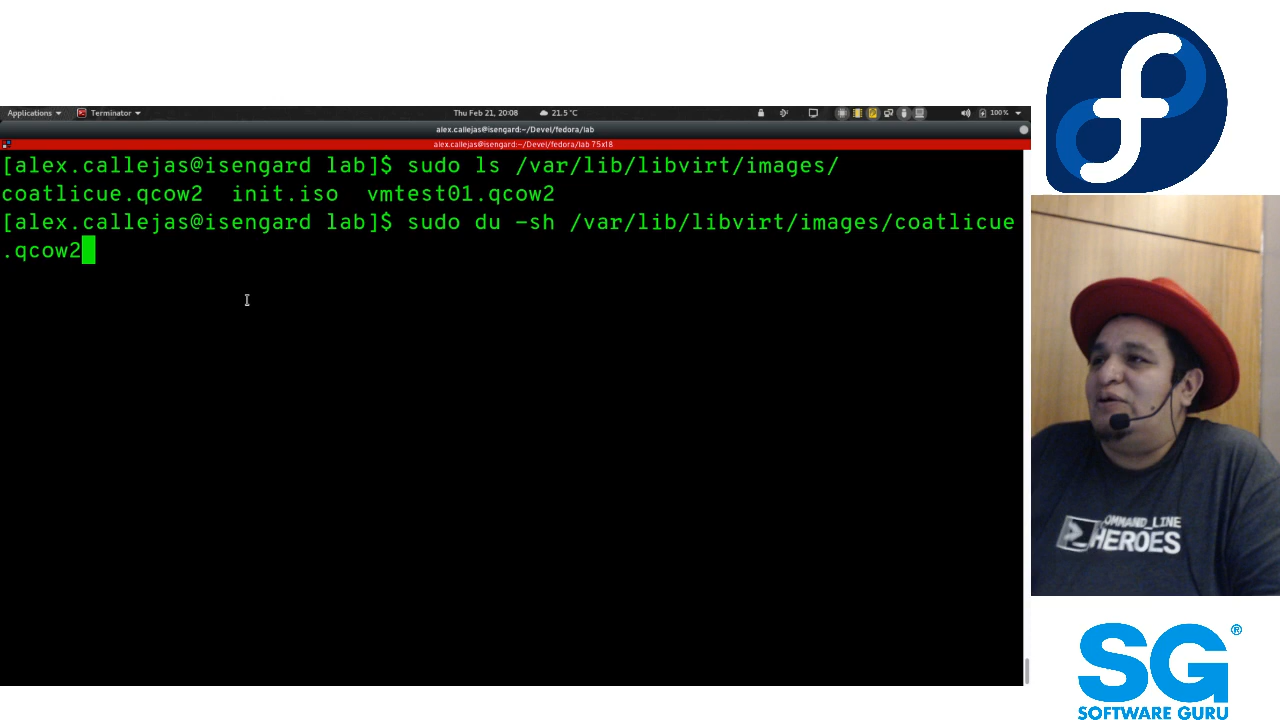 Applications
Terminator
Thu Feb 21, 20:08
21.5 °C
100%
alex.callejas@isengard:~/Devel/fedora/lab
alex.callejas@isengard:~/Devel/fedora/lab 75x18
[alex.callejas@isengard lab]$ sudo ls /var/lib/libvirt/images/
coatlicue.qcow2  init.iso  vmtest01.qcow2
[alex.callejas@isengard lab]$ sudo du -sh /var/lib/libvirt/images/coatlicue
.qcow2
OMMAND_LINE
HEROES
SG®
SOFTWARE GURU